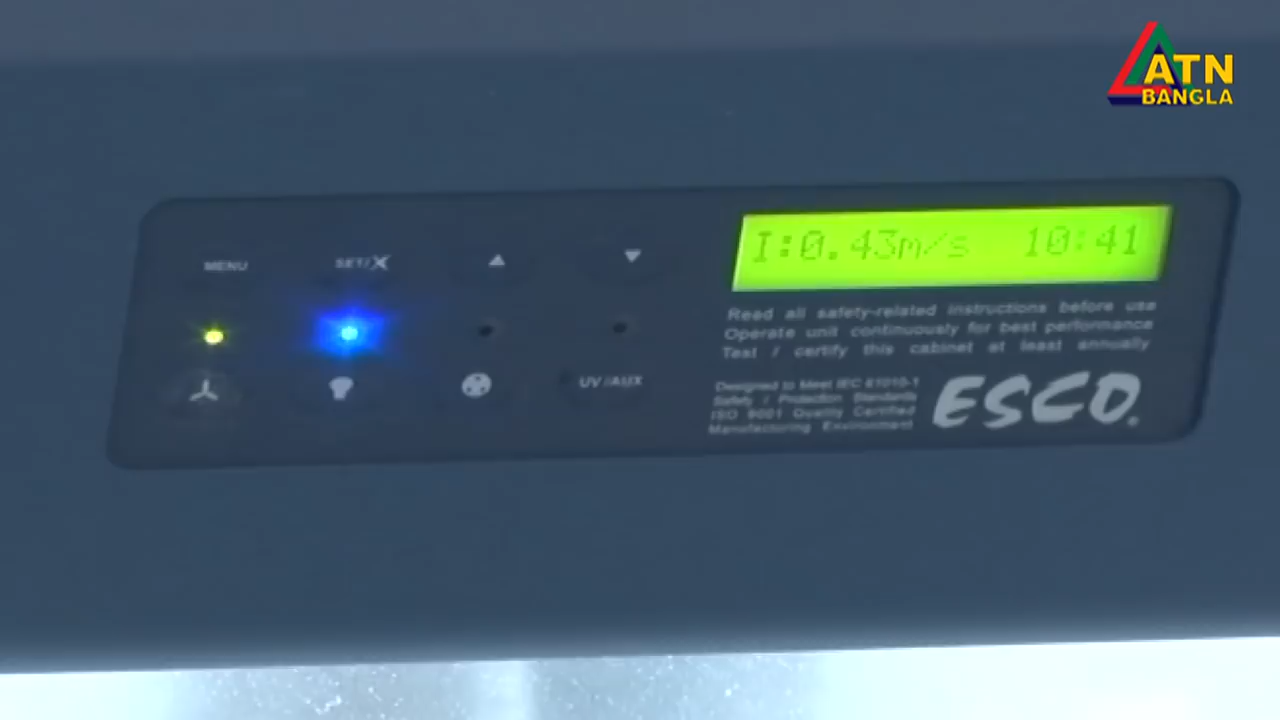 ATN
BANGLA
MENU
SET/X
I:0.43m/s 10:41
Read all safety-related instructions before use
Operate unit continuously for best performance
Test / certify this cabinet at least annually
UV/AUX
Designed to Meet IEC 61010-1
Safety / Protection Standards
ISO 9001 Quality Certified
Manufacturing Environment
ESCO®